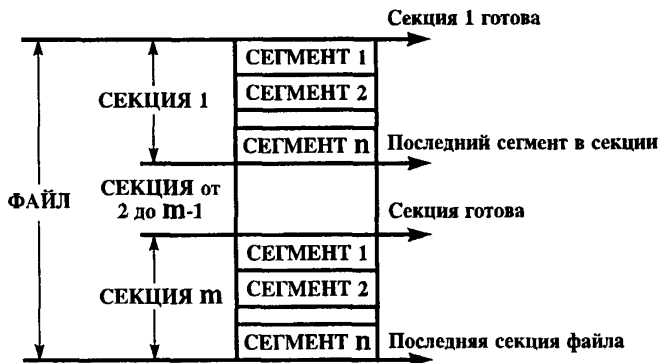 Секция 1 готова
СЕГМЕНТ 1
СЕКЦИЯ 1
СЕГМЕНТ 2
СЕГМЕНТ n
Последний сегмент в секции
ФАЙЛ
СЕКЦИЯ от
2 до m-1
Секция готова
СЕГМЕНТ 1
СЕКЦИЯ m
СЕГМЕНТ 2
СЕГМЕНТ n
Последняя секция файла